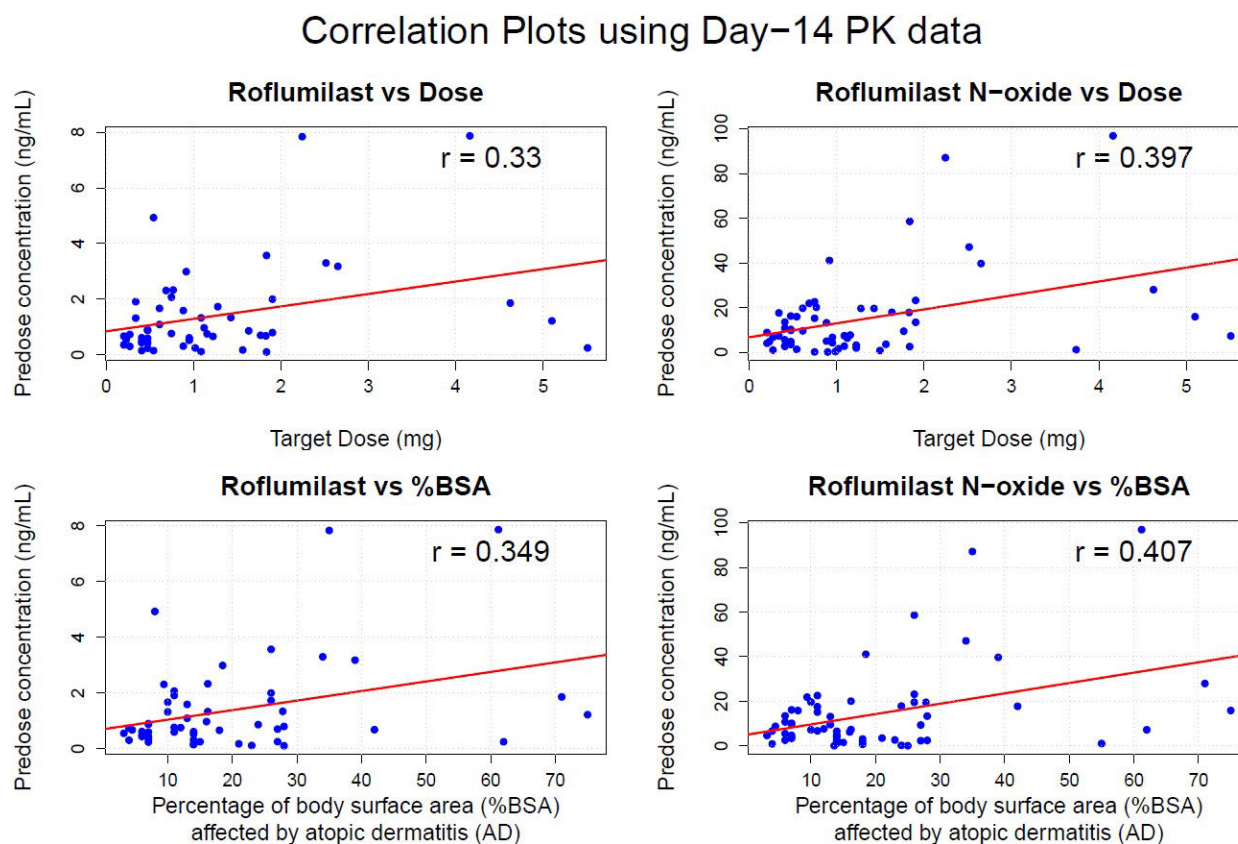 Correlation Plots using Day−14 PK data
Roflumilast vs Dose
Predose concentration (ng/mL)
r = 0.33
8
6
4
2
0
0 1 2 3 4 5
Target Dose (mg)
Roflumilast N−oxide vs Dose
Predose concentration (ng/mL)
r = 0.397
100
80
60
40
20
0
0 1 2 3 4 5
Target Dose (mg)
Roflumilast vs %BSA
Predose concentration (ng/mL)
r = 0.349
8
6
4
2
0
10 20 30 40 50 60 70
Percentage of body surface area (%BSA)
affected by atopic dermatitis (AD)
Roflumilast N−oxide vs %BSA
Predose concentration (ng/mL)
r = 0.407
100
80
60
40
20
0
10 20 30 40 50 60 70
Percentage of body surface area (%BSA)
affected by atopic dermatitis (AD)